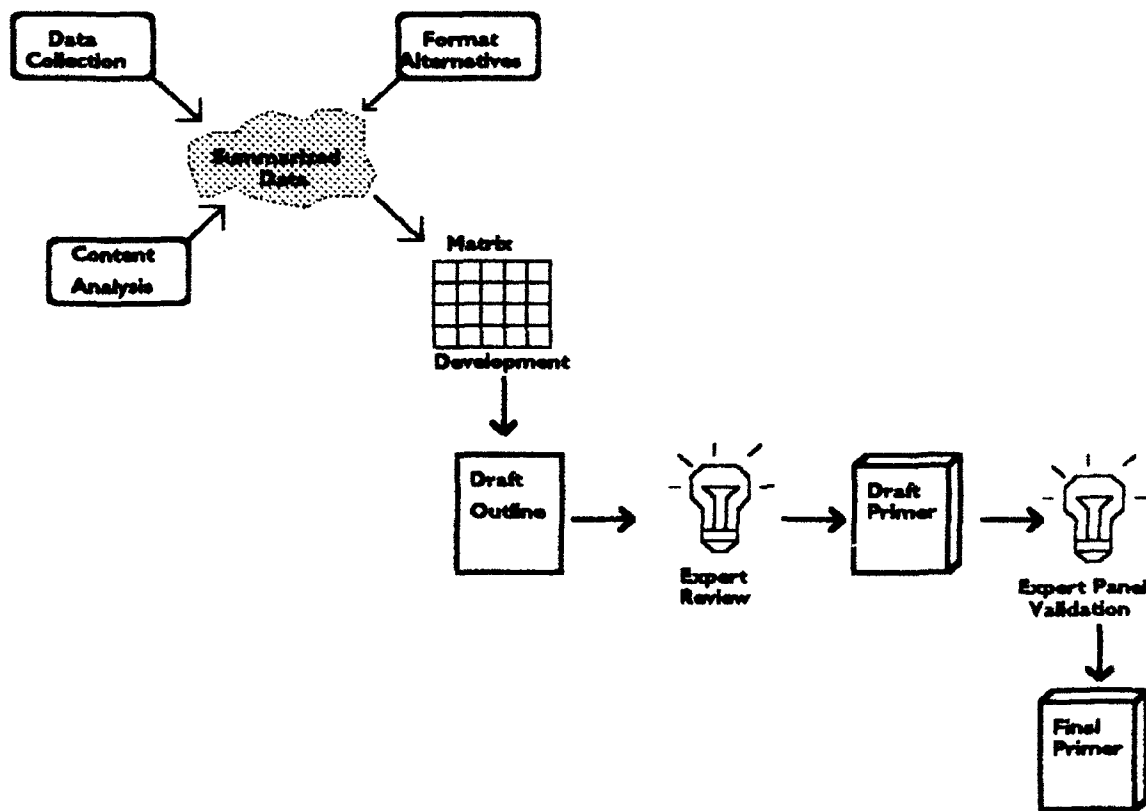 Data
Collection
Format
Alternatives
Summarized
Data
Content
Analysis
Matrix
Development
Draft
Outline
Expert
Review
Draft
Primer
Expert Panel
Validation
Final
Primer